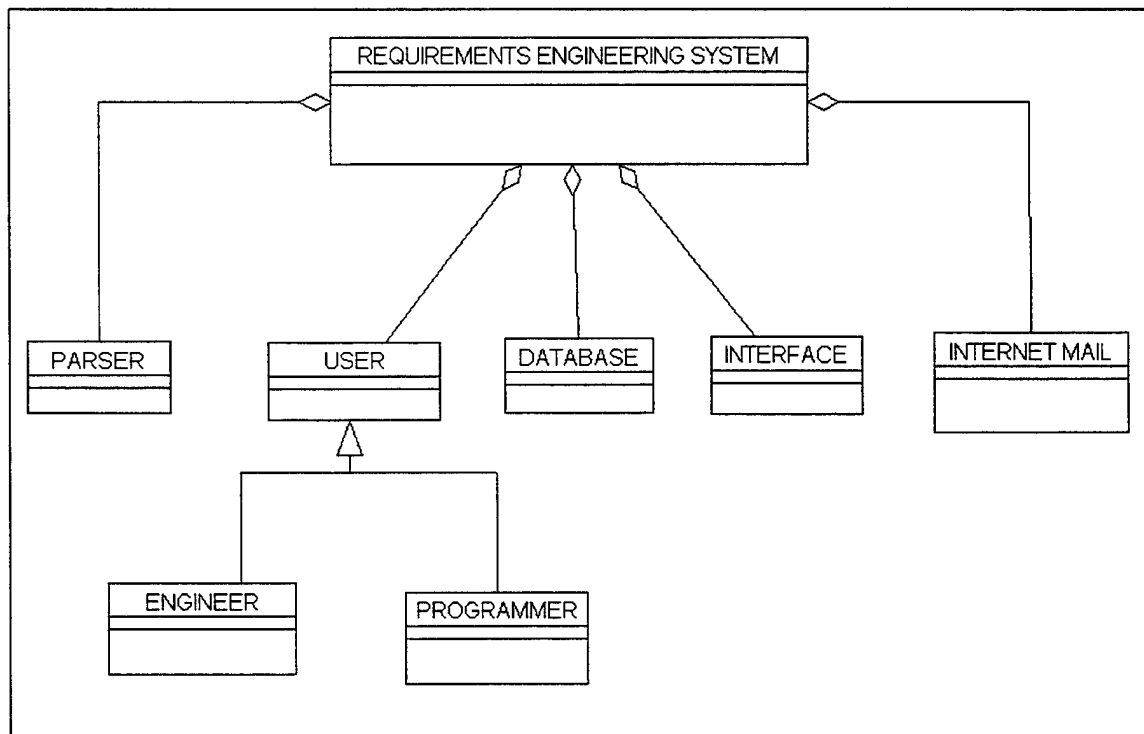 REQUIREMENTS ENGINEERING SYSTEM
PARSER
USER
DATABASE
INTERFACE
INTERNET MAIL
ENGINEER
PROGRAMMER